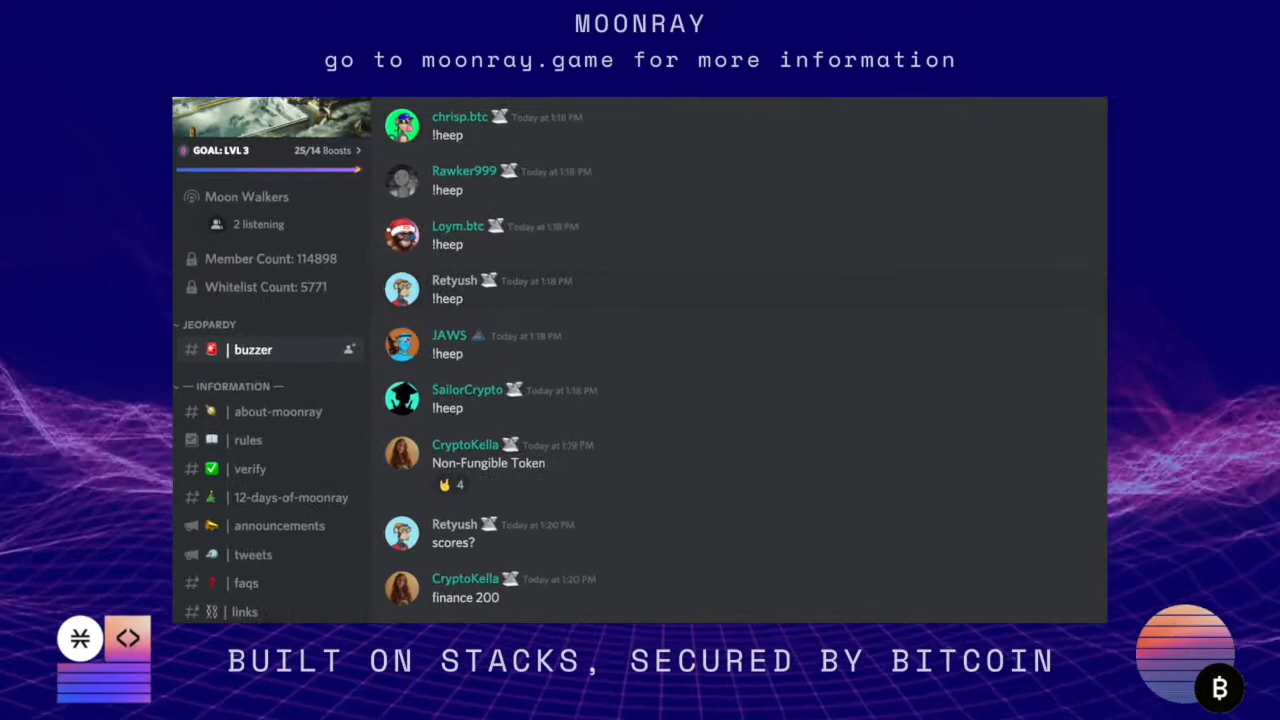 MOONRAY
go to moonray.game for more information
GOAL: LVL 3 25/14 Boosts >
Moon Walkers
2 listening
Member Count: 114898
Whitelist Count: 5771
JEOPARDY
# | buzzer
— INFORMATION —
# | about-moonray
| rules
# | verify
# | 12-days-of-moonray
| announcements
| tweets
# | faqs
# | links
chrisp.btc Today at 1:18 PM
!heep
Rawker999 Today at 1:18 PM
!heep
Loym.btc Today at 1:18 PM
!heep
Retyush Today at 1:18 PM
!heep
JAWS Today at 1:18 PM
!heep
SailorCrypto Today at 1:18 PM
!heep
CryptoKella Today at 1:19 PM
Non-Fungible Token
4
Retyush Today at 1:20 PM
scores?
CryptoKella Today at 1:20 PM
finance 200
BUILT ON STACKS, SECURED BY BITCOIN